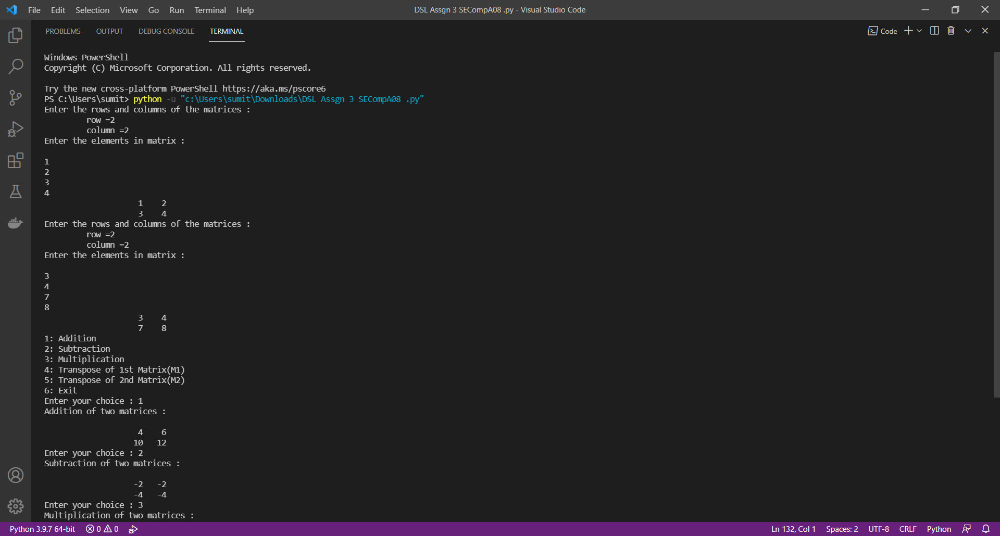 File Edit Selection View Go Run Terminal Help DSL Assgn 3 SECompA08 .py - Visual Studio Code
PROBLEMS OUTPUT DEBUG CONSOLE TERMINAL Code
Windows PowerShell
Copyright (C) Microsoft Corporation. All rights reserved.
Try the new cross-platform PowerShell https://aka.ms/pscore6
PS C:\Users\sumit> python -u "c:\Users\sumit\Downloads\DSL Assgn 3 SECompA08 .py"
Enter the rows and columns of the matrices :
row =2
column =2
Enter the elements in matrix :
1
2
3
4
1 2
3 4
Enter the rows and columns of the matrices :
row =2
column =2
Enter the elements in matrix :
3
4
7
8
3 4
7 8
1: Addition
2: Subtraction
3: Multiplication
4: Transpose of 1st Matrix(M1)
5: Transpose of 2nd Matrix(M2)
6: Exit
Enter your choice : 1
Addition of two matrices :
4 6
10 12
Enter your choice : 2
Subtraction of two matrices :
-2 -2
-4 -4
Enter your choice : 3
Multiplication of two matrices :
Python 3.9.7 64-bit 0 0 Ln 132, Col 1 Spaces: 2 UTF-8 CRLF Python